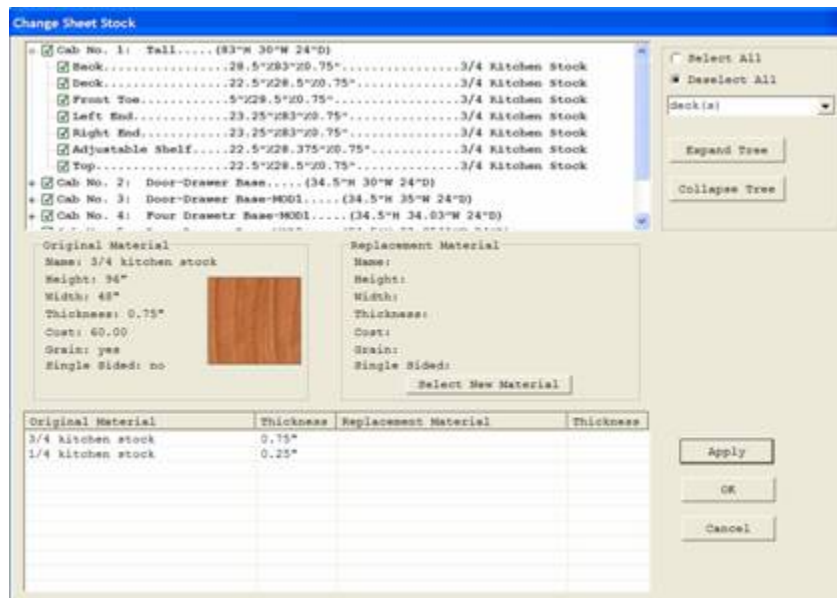 Change Sheet Stock
Cab No. 1: Tall.....(83"H 30"W 24"D)
Back.................28.5"X83"X0.75"................3/4 Kitchen Stock
Deck.................22.5"X28.5"X0.75"..............3/4 Kitchen Stock
Front Toe............5"X28.5"X0.75".................3/4 Kitchen Stock
Left End.............23.25"X83"X0.75"...............3/4 Kitchen Stock
Right End............23.25"X83"X0.75"...............3/4 Kitchen Stock
Adjustable Shelf.....22.5"X28.375"X0.75"............3/4 Kitchen Stock
Top..................22.5"X28.5"X0.75"..............3/4 Kitchen Stock
Cab No. 2: Door-Drawer Base.....(34.5"H 30"W 24"D)
Cab No. 3: Door-Drawer Base-MOD1.....(34.5"H 35"W 24"D)
Cab No. 4: Four Drawetr Base-MOD1.....(34.5"H 34.03"W 24"D)
Select All
Deselect All
deck(s)
Expand Tree
Collapse Tree
Original Material
Name: 3/4 kitchen stock
Height: 96"
Width: 48"
Thickness: 0.75"
Cost: 60.00
Grain: yes
Single Sided: no
Replacement Material
Name:
Height:
Width:
Thickness:
Cost:
Grain:
Single Sided:
Select New Material
Original Material Thickness Replacement Material Thickness
3/4 kitchen stock 0.75"
1/4 kitchen stock 0.25"
Apply
OK
Cancel